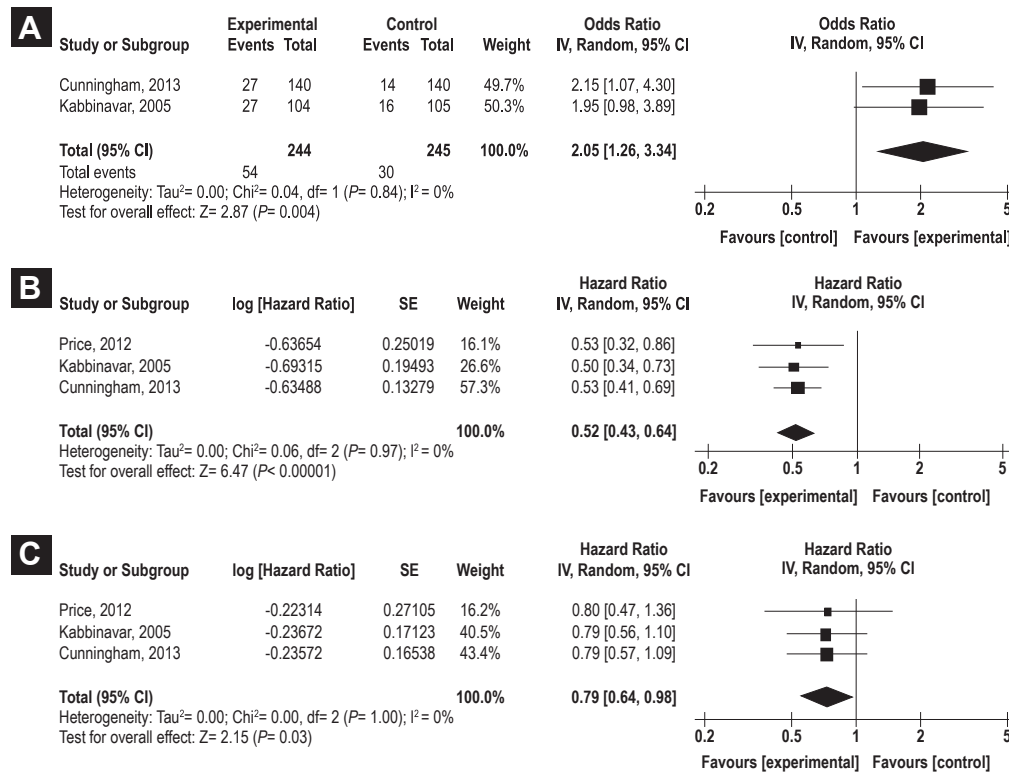 A
Experimental Control Odds Ratio Odds Ratio
Study or Subgroup Events Total Events Total Weight IV, Random, 95% CI IV, Random, 95% CI
Cunningham, 2013 27 140 14 140 49.7% 2.15 [1.07, 4.30]
Kabbinavar, 2005 27 104 16 105 50.3% 1.95 [0.98, 3.89]
Total (95% CI) 244 245 100.0% 2.05 [1.26, 3.34]
Total events 54 30
Heterogeneity: Tau²= 0.00; Chi²= 0.04, df= 1 (P= 0.84); I²= 0%
Test for overall effect: Z= 2.87 (P= 0.004)
0.2 0.5 1 2 5
Favours [control] Favours [experimental]
B
Hazard Ratio Hazard Ratio
Study or Subgroup log [Hazard Ratio] SE Weight IV, Random, 95% CI IV, Random, 95% CI
Price, 2012 -0.63654 0.25019 16.1% 0.53 [0.32, 0.86]
Kabbinavar, 2005 -0.69315 0.19493 26.6% 0.50 [0.34, 0.73]
Cunningham, 2013 -0.63488 0.13279 57.3% 0.53 [0.41, 0.69]
Total (95% CI) 100.0% 0.52 [0.43, 0.64]
Heterogeneity: Tau²= 0.00; Chi²= 0.06, df= 2 (P= 0.97); I²= 0%
Test for overall effect: Z= 6.47 (P< 0.00001)
0.2 0.5 1 2 5
Favours [experimental] Favours [control]
C
Hazard Ratio Hazard Ratio
Study or Subgroup log [Hazard Ratio] SE Weight IV, Random, 95% CI IV, Random, 95% CI
Price, 2012 -0.22314 0.27105 16.2% 0.80 [0.47, 1.36]
Kabbinavar, 2005 -0.23672 0.17123 40.5% 0.79 [0.56, 1.10]
Cunningham, 2013 -0.23572 0.16538 43.4% 0.79 [0.57, 1.09]
Total (95% CI) 100.0% 0.79 [0.64, 0.98]
Heterogeneity: Tau²= 0.00; Chi²= 0.00, df= 2 (P= 1.00); I²= 0%
Test for overall effect: Z= 2.15 (P= 0.03)
0.2 0.5 1 2 5
Favours [experimental] Favours [control]